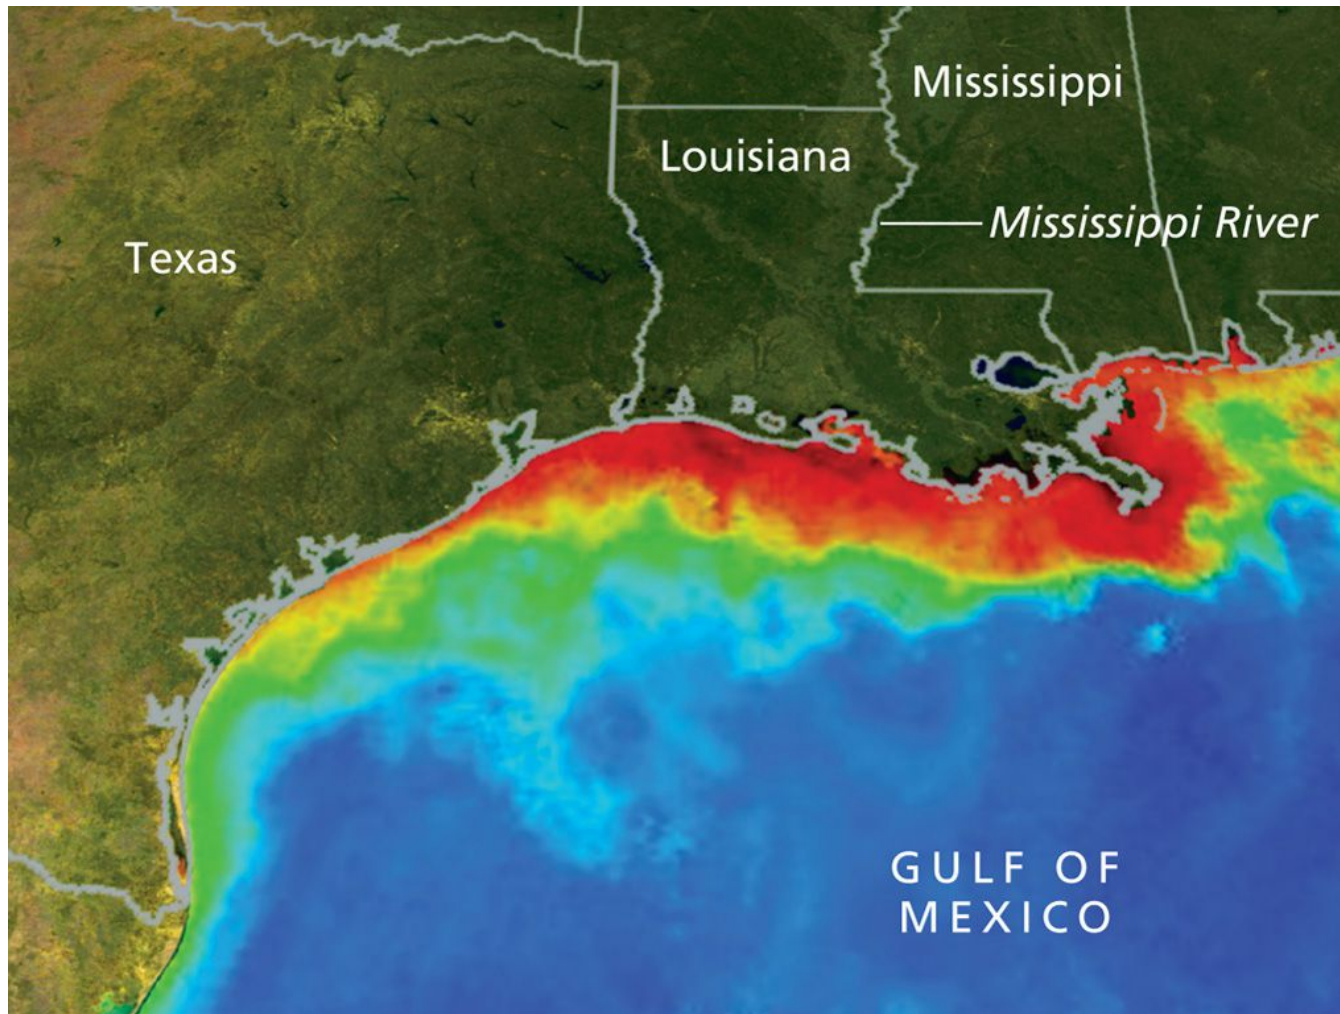 Mississippi
Louisiana
Mississippi River
Texas
GULF OF
MEXICO